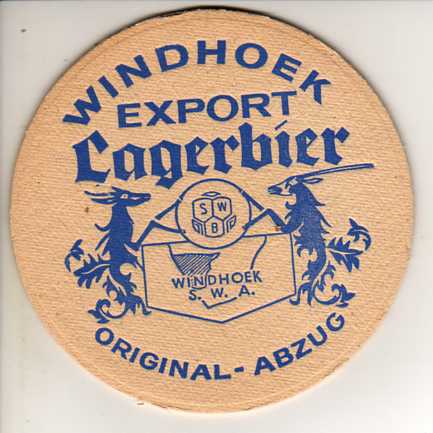 WINDHOEK
EXPORT
Lagerbier
S W
B
WINDHOEK
S. W. A.
ORIGINAL-ABZUG